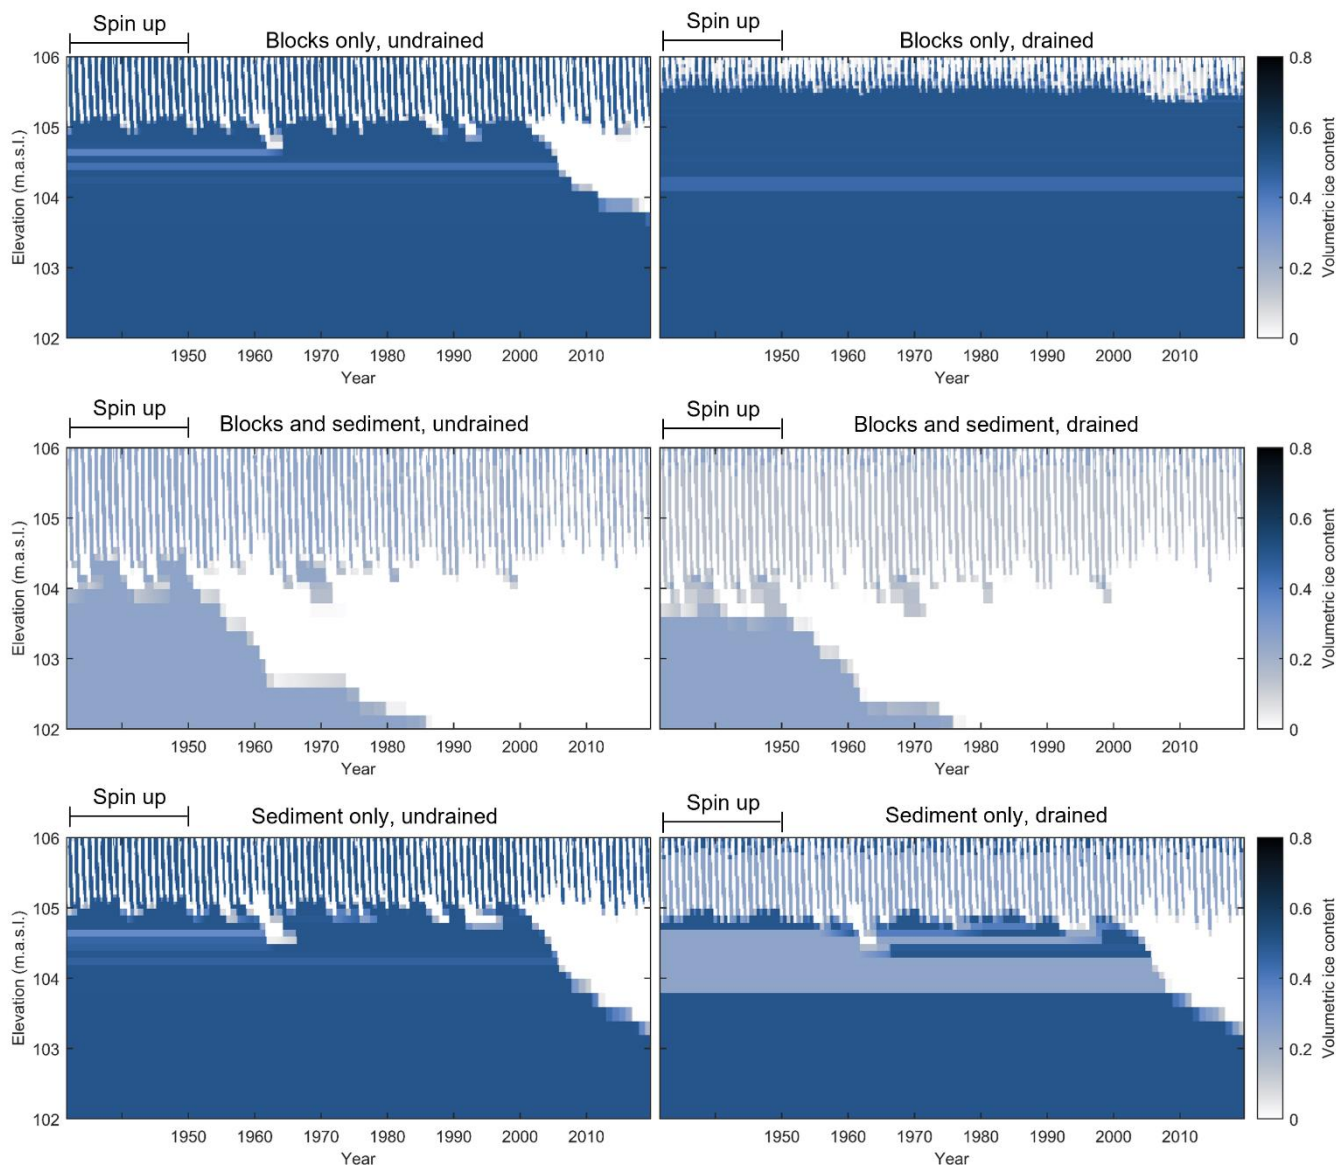 Spin up
Blocks only, undrained
Spin up
Blocks only, drained
106
105
104
103
102
Elevation (m.a.s.l.)
1950 1960 1970 1980 1990 2000 2010
Year
1950 1960 1970 1980 1990 2000 2010
Year
0.8
0.6
0.4
0.2
0
Volumetric ice content
Spin up
Blocks and sediment, undrained
Spin up
Blocks and sediment, drained
106
105
104
103
102
Elevation (m.a.s.l.)
1950 1960 1970 1980 1990 2000 2010
Year
1950 1960 1970 1980 1990 2000 2010
Year
0.8
0.6
0.4
0.2
0
Volumetric ice content
Spin up
Sediment only, undrained
Spin up
Sediment only, drained
106
105
104
103
102
Elevation (m.a.s.l.)
1950 1960 1970 1980 1990 2000 2010
Year
1950 1960 1970 1980 1990 2000 2010
Year
0.8
0.6
0.4
0.2
0
Volumetric ice content